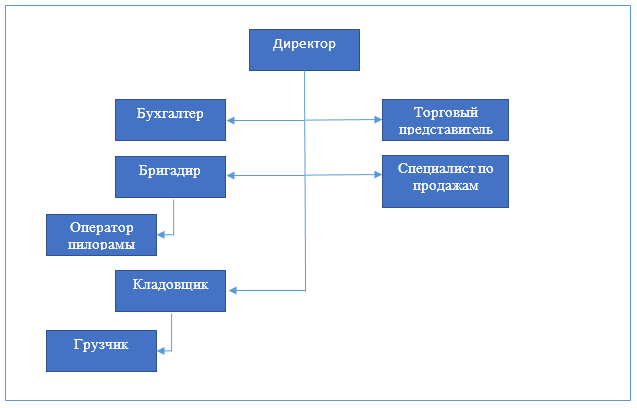 Директор
Бухгалтер
Торговый
представитель
Бригадир
Специалист по
продажам
Оператор
пилорамы
Кладовщик
Грузчик